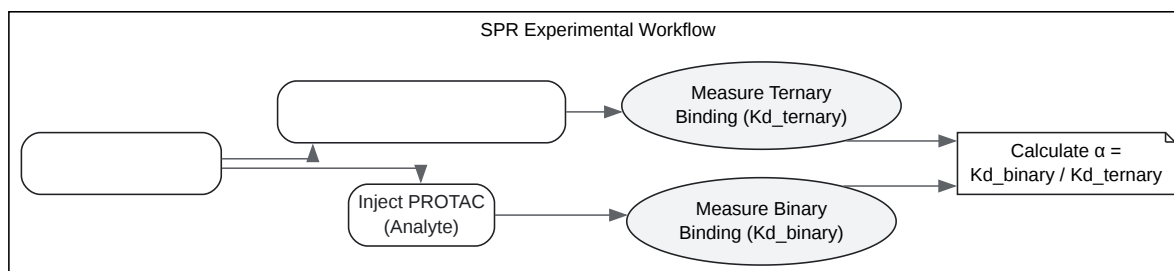 SPR Experimental Workflow
Measure Ternary
Binding (Kd_ternary)
Calculate α =
Kd_binary / Kd_ternary
Inject PROTAC
(Analyte)
Measure Binary
Binding (Kd_binary)